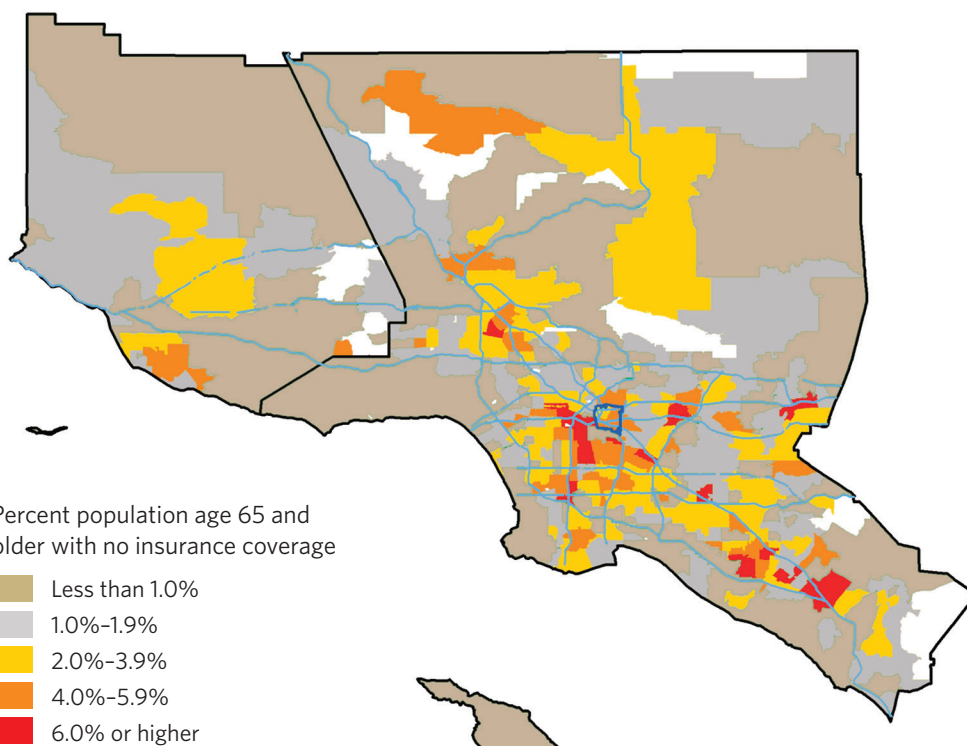 Percent population age 65 and
older with no insurance coverage
Less than 1.0%
1.0%–1.9%
2.0%–3.9%
4.0%–5.9%
6.0% or higher